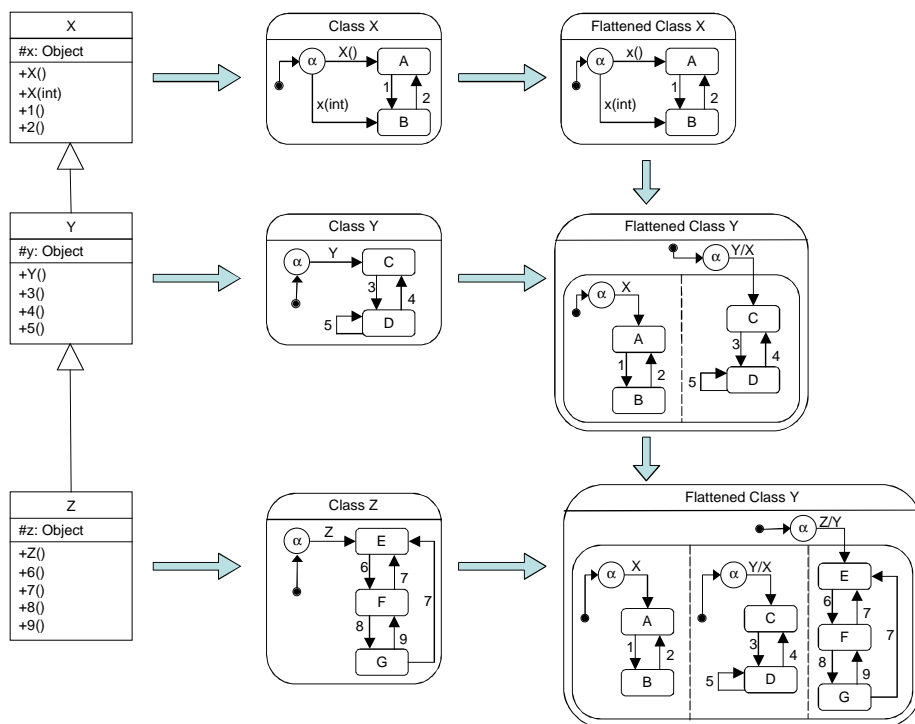 X
#x: Object
+X()
+X(int)
+1()
+2()
Class X
α
X()
A
1
2
x(int)
B
Flattened Class X
α
x()
A
1
2
x(int)
B
Y
#y: Object
+Y()
+3()
+4()
+5()
Class Y
α
Y
C
3
4
5
D
Flattened Class Y
α
Y/X
α
X
A
1
2
B
C
3
4
5
D
Z
#z: Object
+Z()
+6()
+7()
+8()
+9()
Class Z
α
Z
E
6
7
F
7
8
9
G
Flattened Class Y
α
Z/Y
α
X
A
1
2
B
α
Y/X
C
3
4
5
D
E
6
7
F
7
8
9
G